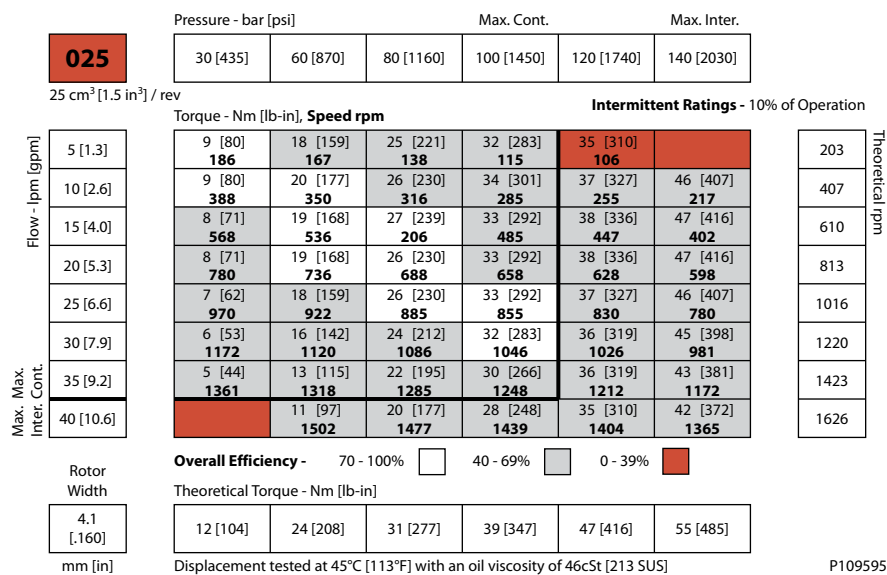 Pressure - bar [psi] Max. Cont. Max. Inter.
025 30 [435] 60 [870] 80 [1160] 100 [1450] 120 [1740] 140 [2030]
25 cm³ [1.5 in³] / rev
Torque - Nm [lb-in], Speed rpm Intermittent Ratings - 10% of Operation
Flow - lpm [gpm]
Theoretical rpm
5 [1.3] 9 [80] 18 [159] 25 [221] 32 [283] 35 [310] 203
186 167 138 115 106
10 [2.6] 9 [80] 20 [177] 26 [230] 34 [301] 37 [327] 46 [407] 407
388 350 316 285 255 217
15 [4.0] 8 [71] 19 [168] 27 [239] 33 [292] 38 [336] 47 [416] 610
568 536 206 485 447 402
20 [5.3] 8 [71] 19 [168] 26 [230] 33 [292] 38 [336] 47 [416] 813
780 736 688 658 628 598
25 [6.6] 7 [62] 18 [159] 26 [230] 33 [292] 37 [327] 46 [407] 1016
970 922 885 855 830 780
30 [7.9] 6 [53] 16 [142] 24 [212] 32 [283] 36 [319] 45 [398] 1220
1172 1120 1086 1046 1026 981
Max. Cont.
35 [9.2] 5 [44] 13 [115] 22 [195] 30 [266] 36 [319] 43 [381] 1423
1361 1318 1285 1248 1212 1172
Max. Inter.
40 [10.6] 11 [97] 20 [177] 28 [248] 35 [310] 42 [372] 1626
1502 1477 1439 1404 1365
Overall Efficiency - 70 - 100% 40 - 69% 0 - 39%
Rotor
Width
Theoretical Torque - Nm [lb-in]
4.1
[.160]
12 [104] 24 [208] 31 [277] 39 [347] 47 [416] 55 [485]
mm [in] Displacement tested at 45°C [113°F] with an oil viscosity of 46cSt [213 SUS] P109595